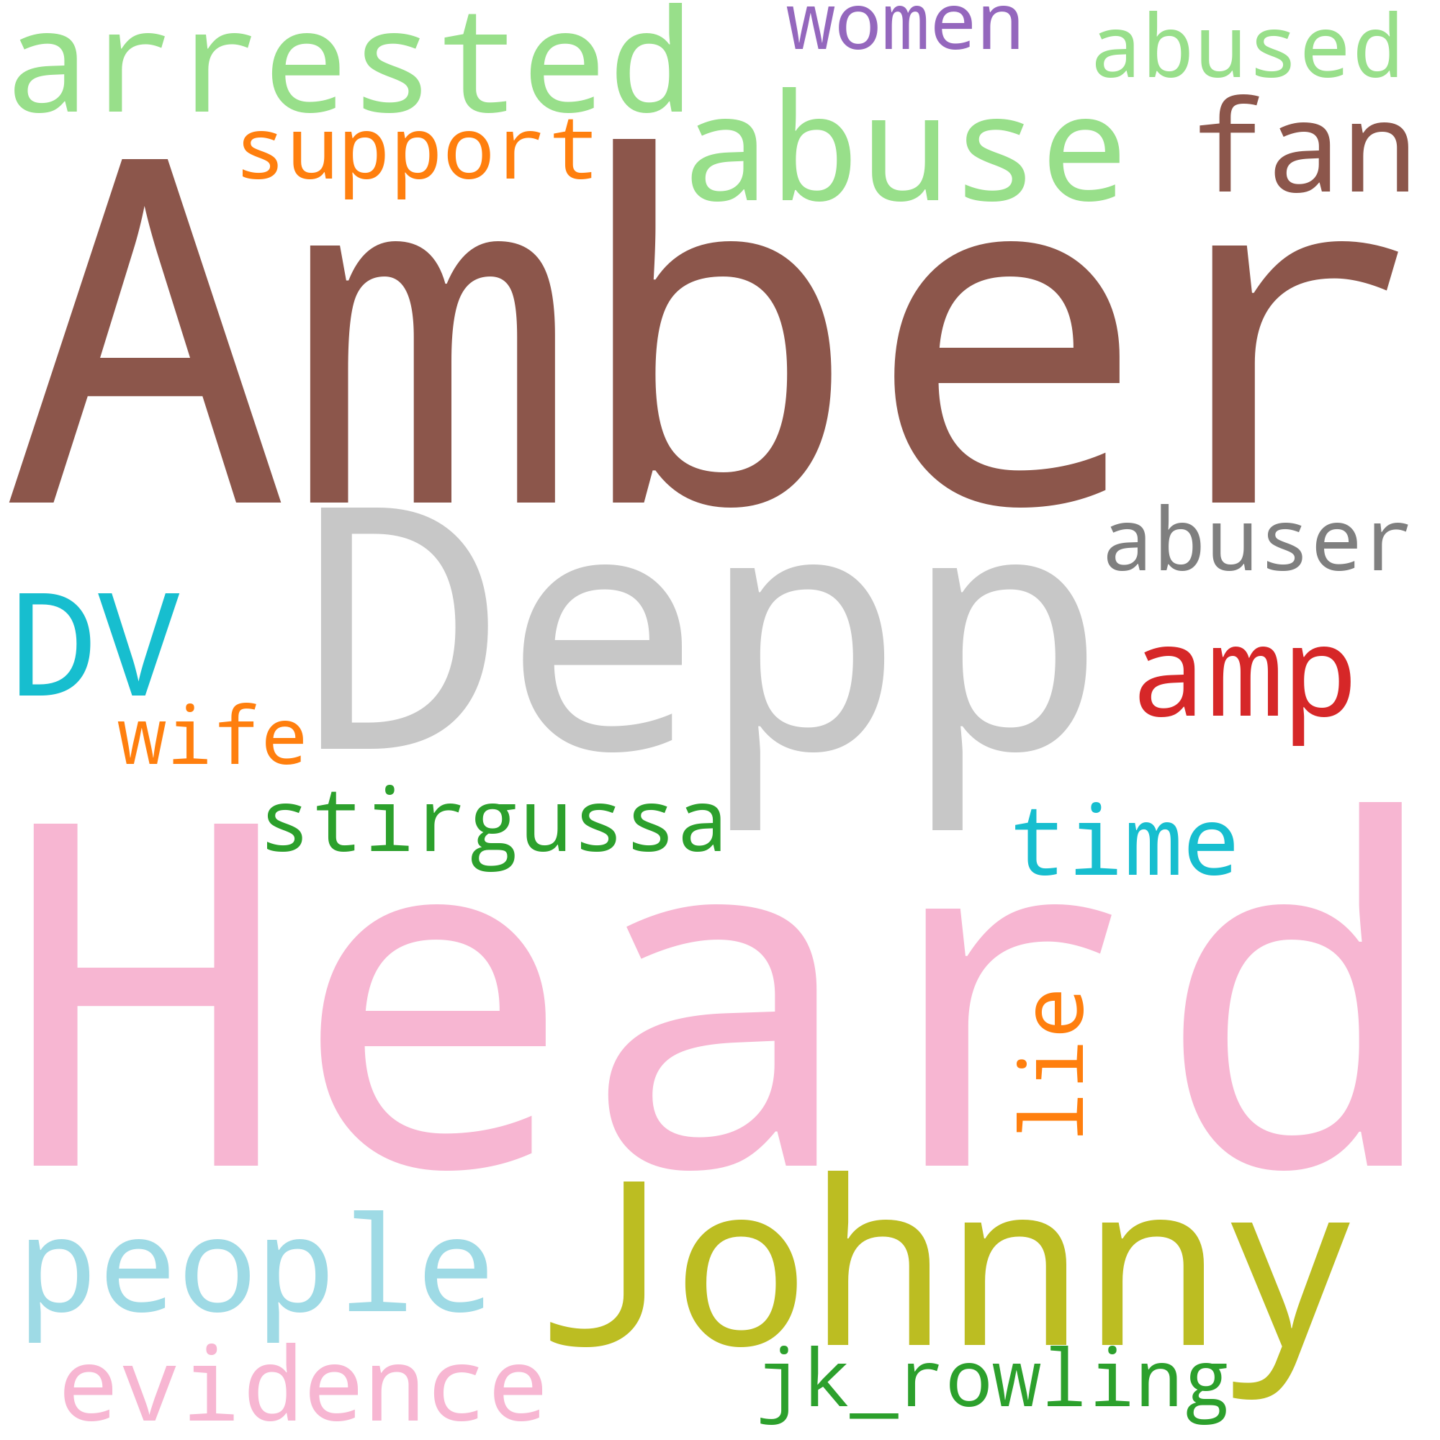 arrested
women
abused
support
abuse
fan
Amber
Depp
abuser
DV
amp
wife
stirgussa
time
Heard
lie
people
Johnny
evidence
jk_rowling